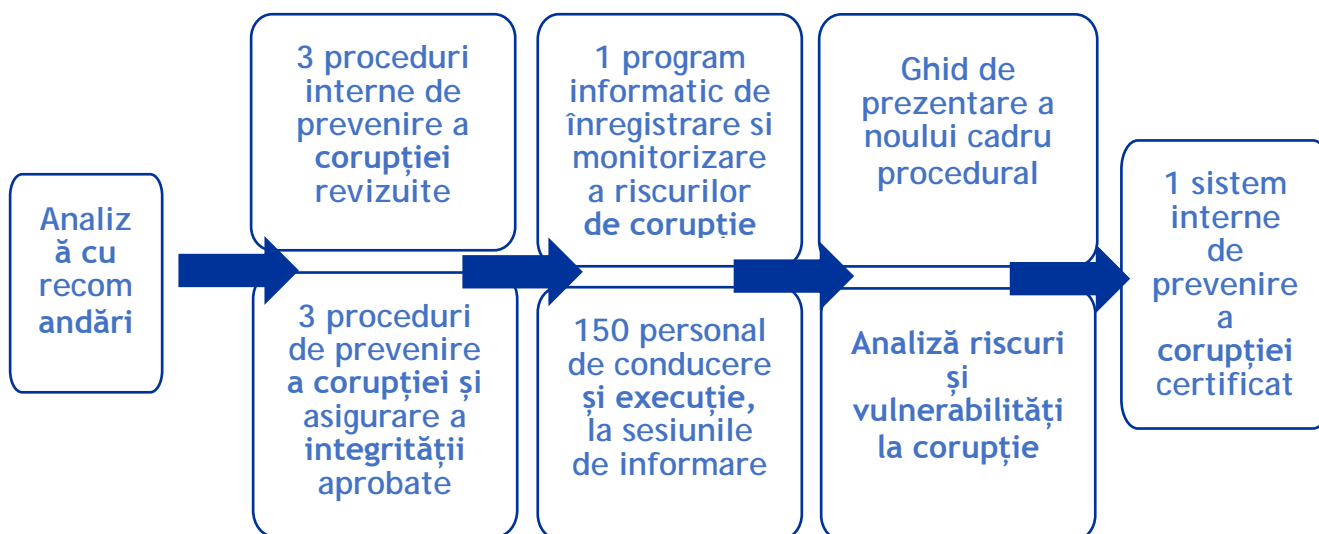 Analiz
ă cu
recom
andări
3 proceduri
interne de
prevenire a
corupției
revizuite
3 proceduri
de prevenire
a corupției și
asigurare a
integrității
aprobate
1 program
informatic de
înregistrare si
monitorizare
a riscurilor
de corupție
150 personal
de conducere
și execuție,
la sesiunile
de informare
Ghid de
prezentare a
noului cadru
procedural
Analiză riscuri
și
vulnerabilități
la corupție
1 sistem
interne
de
prevenire
a
corupției
certificat